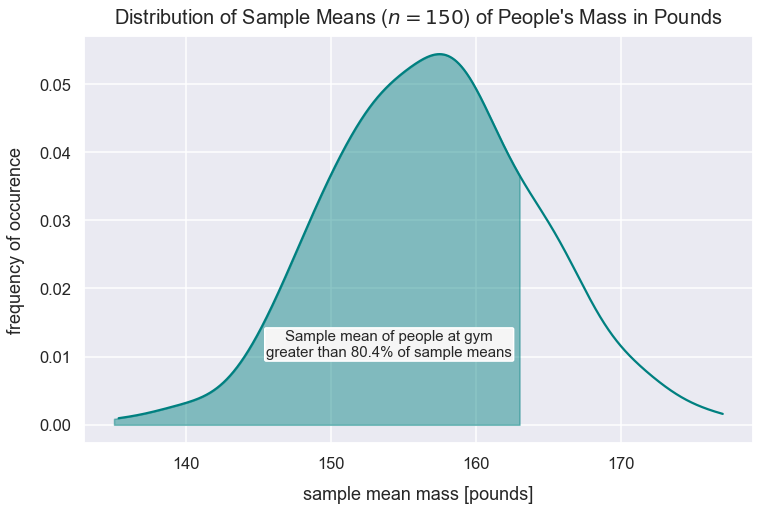 Distribution of Sample Means (n = 150) of People's Mass in Pounds
frequency of occurence
0.05
0.04
0.03
0.02
0.01
0.00
Sample mean of people at gym
greater than 80.4% of sample means
140 150 160 170
sample mean mass [pounds]